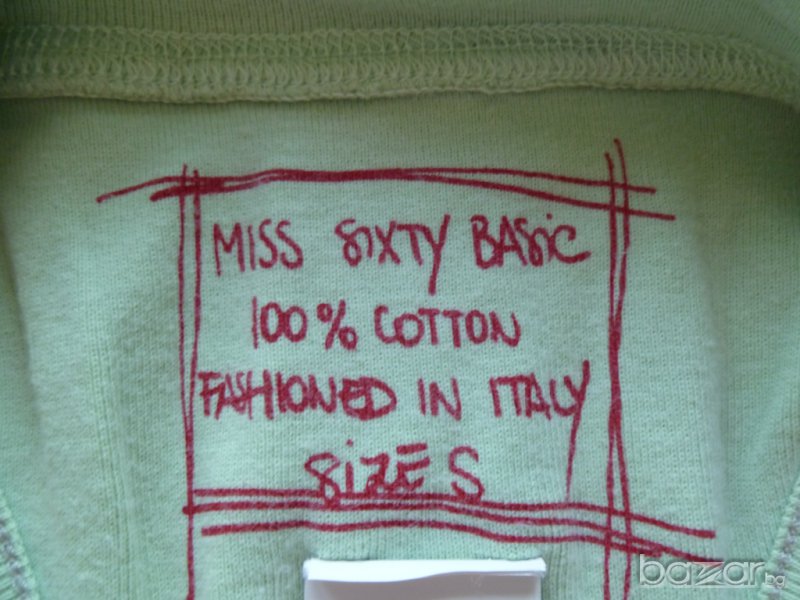 MISS SIXTY BASIC
100% COTTON
FASHIONED IN ITALY
SIZE S
bazar.bg